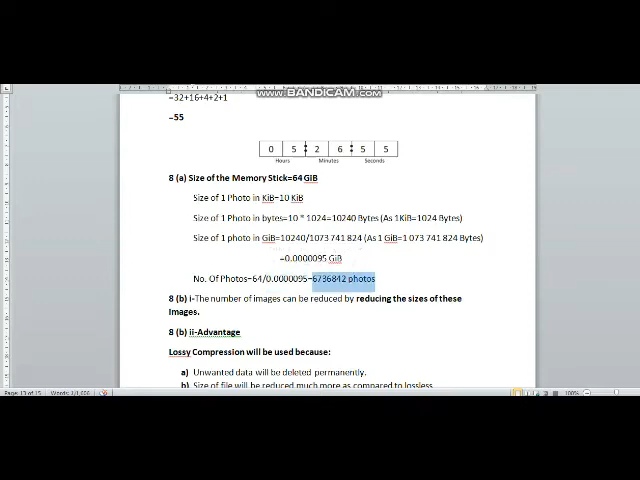 www.BANDICAM.com
=32+16+4+2+1
=55
0 5 : 2 6 : 5 5
Hours Minutes Seconds
8 (a) Size of the Memory Stick=64 GiB
Size of 1 Photo in KiB=10 KiB
Size of 1 Photo in bytes=10 * 1024=10240 Bytes (As 1KiB=1024 Bytes)
Size of 1 photo in GiB=10240/1073 741 824 (As 1 GiB=1 073 741 824 Bytes)
=0.0000095 GiB
No. Of Photos=64/0.0000095=6736842 photos
8 (b) i-The number of images can be reduced by reducing the sizes of these
Images.
8 (b) ii-Advantage
Lossy Compression will be used because:
a) Unwanted data will be deleted permanently.
b) Size of file will be reduced much more as compared to lossless
Page: 13 of 15 Words: 1,606 100%